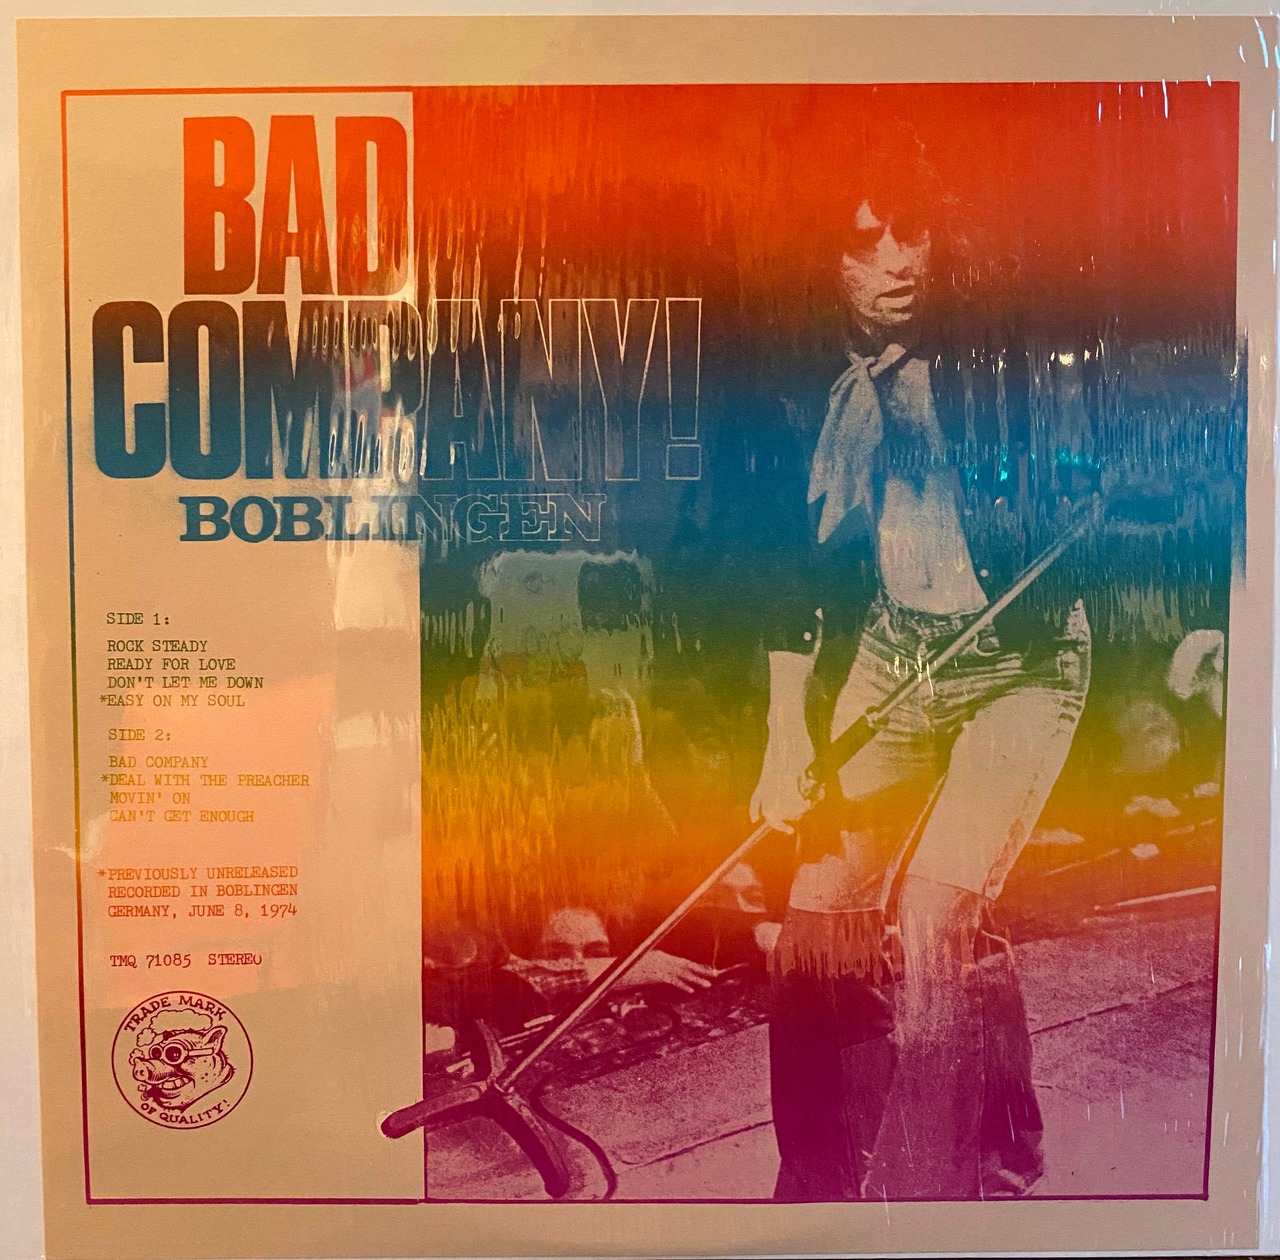 BAD
COMPANY!
BOBLINGEN
SIDE 1:
ROCK STEADY
READY FOR LOVE
DON'T LET ME DOWN
*EASY ON MY SOUL
SIDE 2:
BAD COMPANY
*DEAL WITH THE PREACHER
MOVIN' ON
CAN'T GET ENOUGH
*PREVIOUSLY UNRELEASED
RECORDED IN BOBLINGEN
GERMANY, JUNE 8, 1974
TMQ 71085 STEREO
TRADE MARK
OF QUALITY!